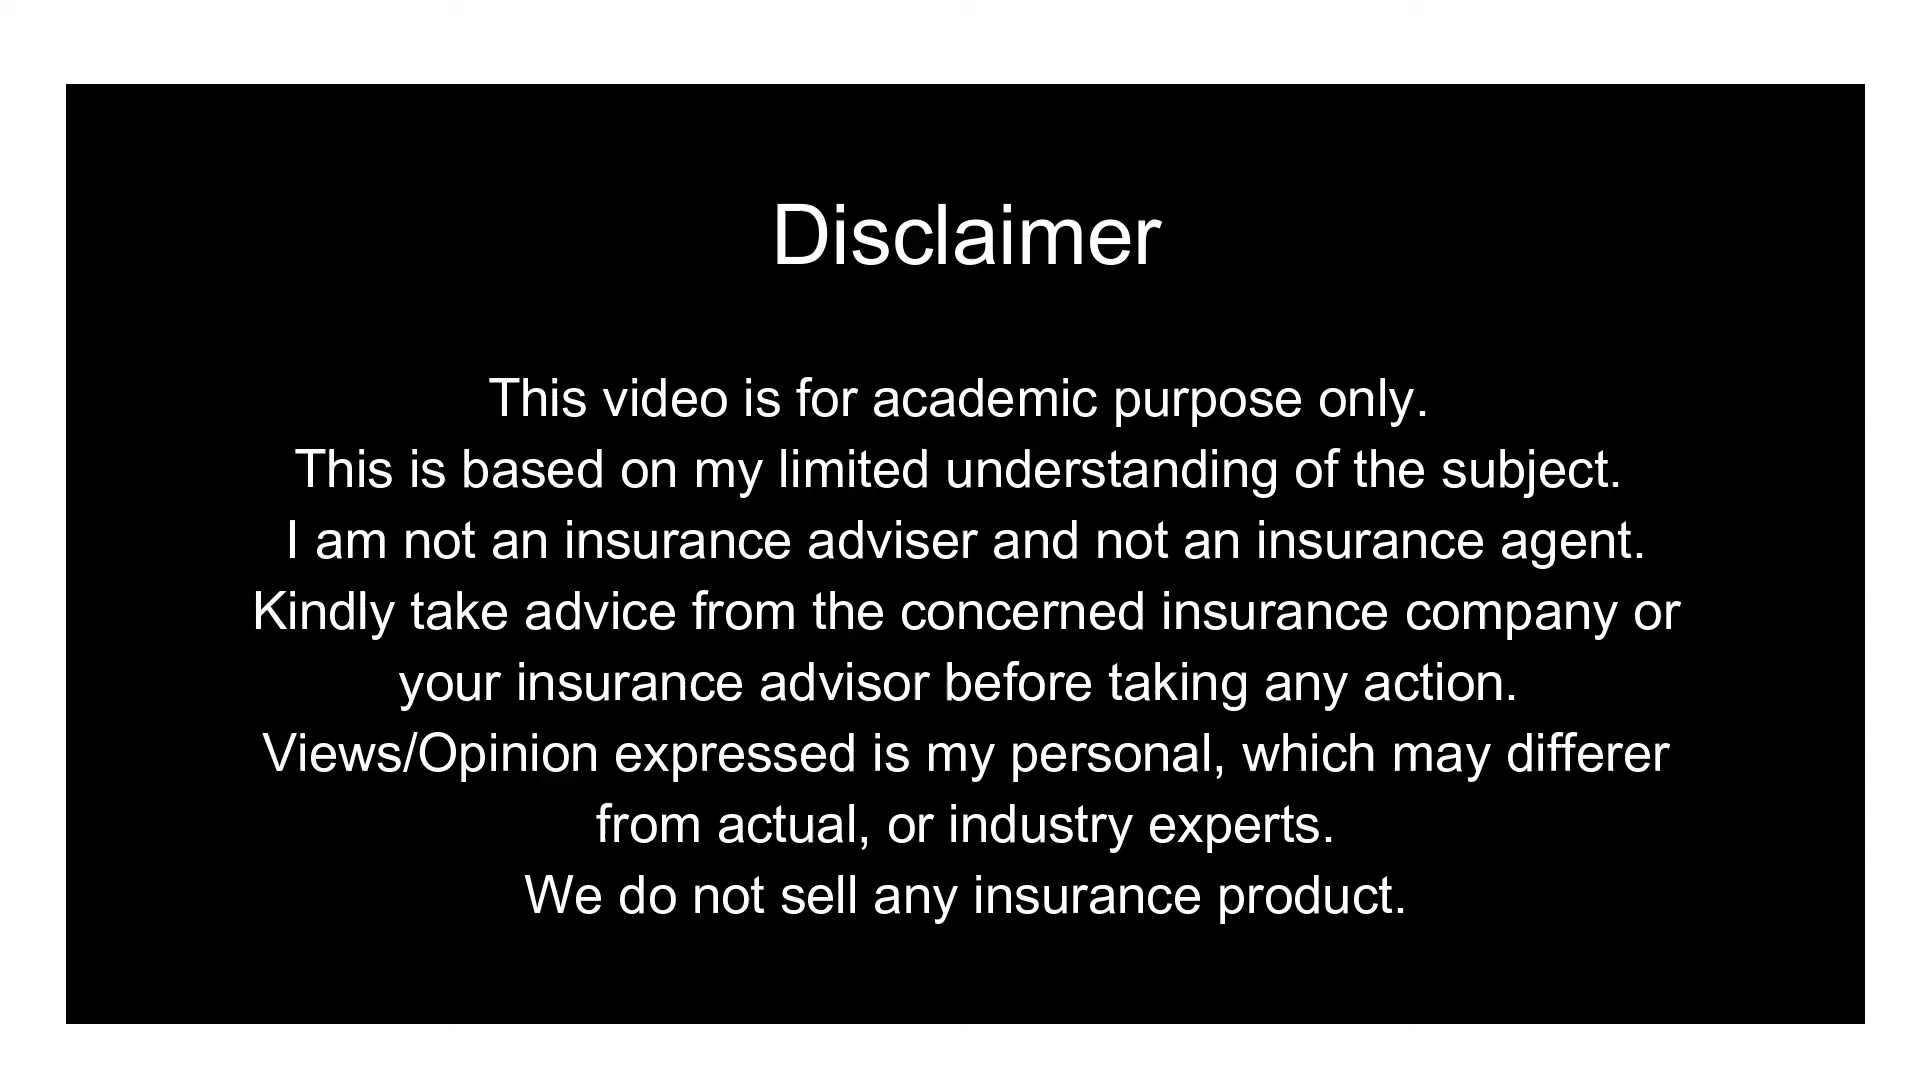 Disclaimer
This video is for academic purpose only.
This is based on my limited understanding of the subject.
I am not an insurance adviser and not an insurance agent.
Kindly take advice from the concerned insurance company or
your insurance advisor before taking any action.
Views/Opinion expressed is my personal, which may differer
from actual, or industry experts.
We do not sell any insurance product.